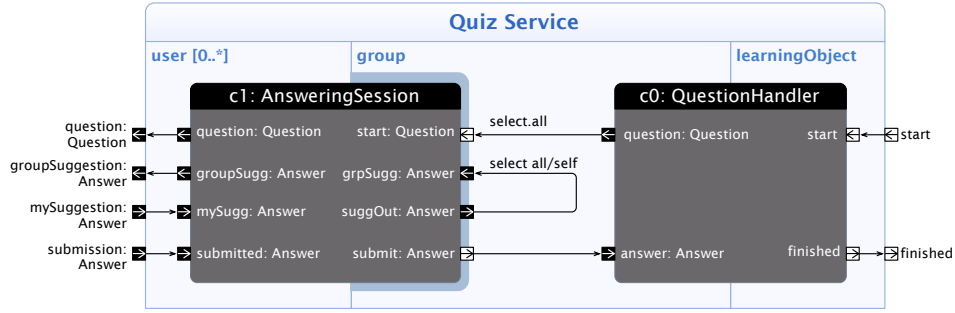 Quiz Service
user [0..*]
group
learningObject
c1: AnsweringSession
c0: QuestionHandler
question:
Question
question: Question
start: Question
select.all
question: Question
start
start
groupSuggestion:
Answer
groupSugg: Answer
grpSugg: Answer
select all/self
mySuggestion:
Answer
mySugg: Answer
suggOut: Answer
submission:
Answer
submitted: Answer
submit: Answer
answer: Answer
finished
finished